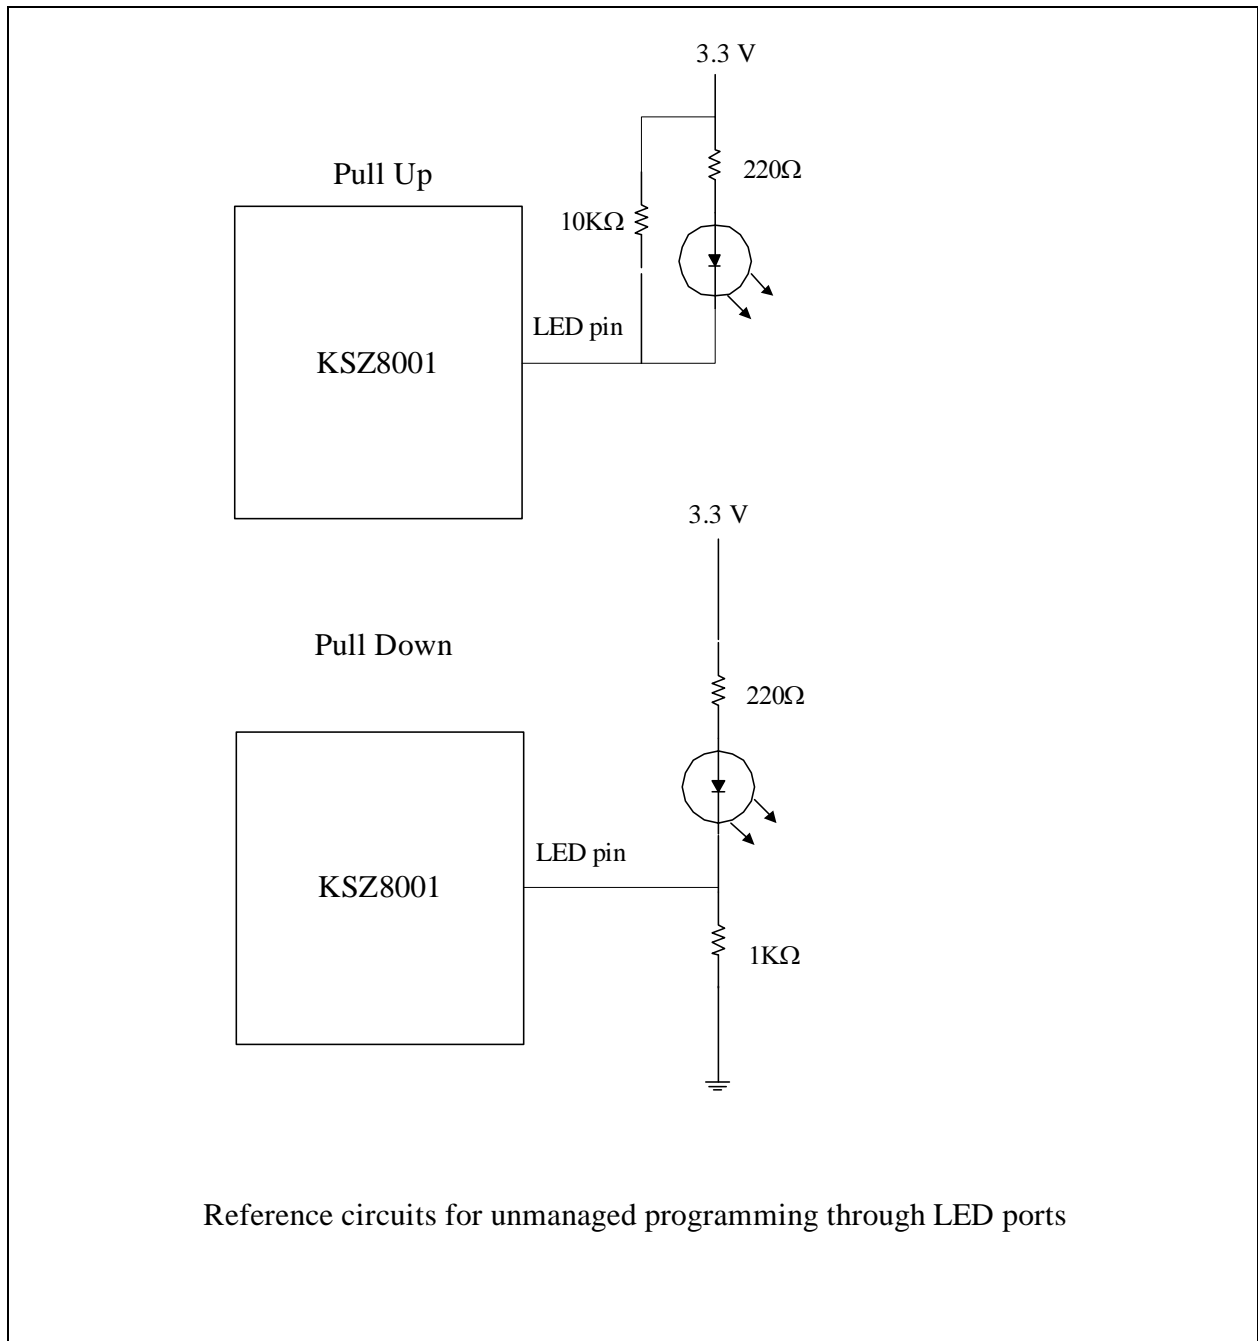 3.3 V
220Ω
Pull Up
10KΩ
LED pin
KSZ8001
3.3 V
Pull Down
220Ω
LED pin
KSZ8001
1KΩ
Reference circuits for unmanaged programming through LED ports